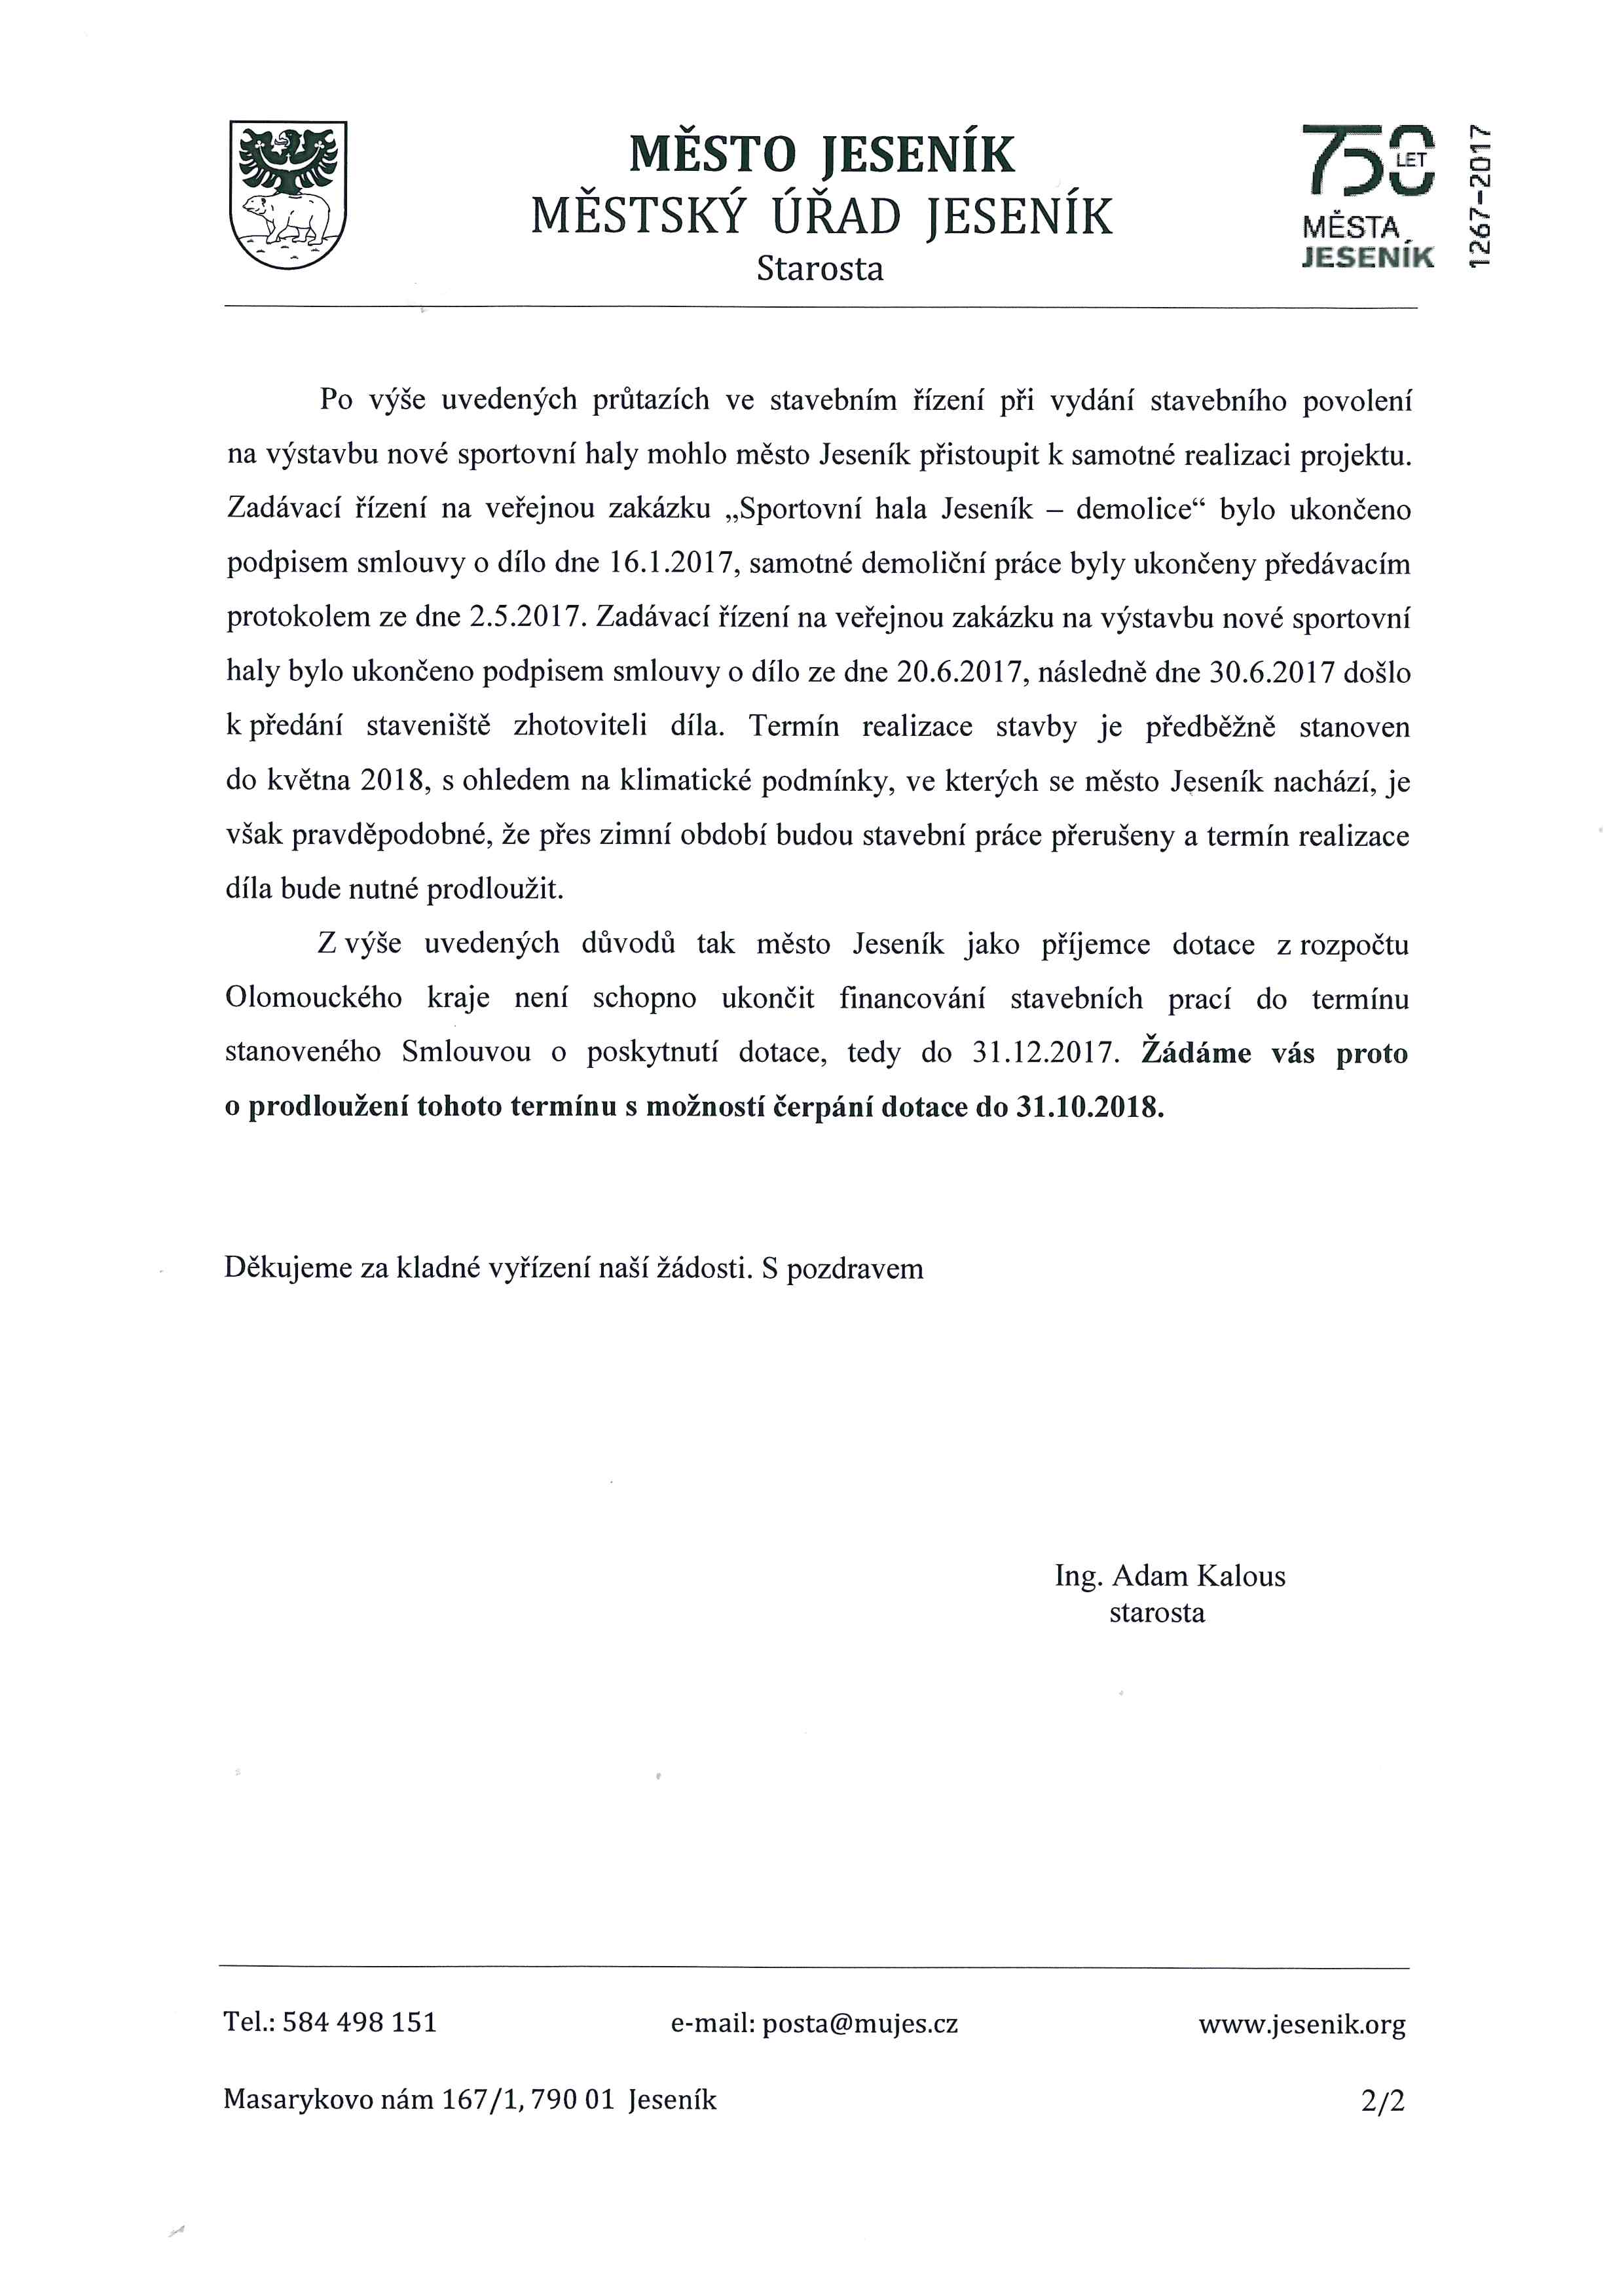 MĚSTO JESENÍK
MĚSTSKÝ ÚŘAD JESENÍK
Starosta
750
LET
MĚSTA
JESENÍK
1267–2017
Po výše uvedených průtazích ve stavebním řízení při vydání stavebního povolení
na výstavbu nové sportovní haly mohlo město Jeseník přistoupit k samotné realizaci projektu.
Zadávací řízení na veřejnou zakázku „Sportovní hala Jeseník – demolice“ bylo ukončeno
podpisem smlouvy o dílo dne 16.1.2017, samotné demoliční práce byly ukončeny předávacím
protokolem ze dne 2.5.2017. Zadávací řízení na veřejnou zakázku na výstavbu nové sportovní
haly bylo ukončeno podpisem smlouvy o dílo ze dne 20.6.2017, následně dne 30.6.2017 došlo
k předání staveniště zhotoviteli díla. Termín realizace stavby je předběžně stanoven
do května 2018, s ohledem na klimatické podmínky, ve kterých se město Jeseník nachází, je
však pravděpodobné, že přes zimní období budou stavební práce přerušeny a termín realizace
díla bude nutné prodloužit.
Z výše uvedených důvodů tak město Jeseník jako příjemce dotace z rozpočtu
Olomouckého kraje není schopno ukončit financování stavebních prací do termínu
stanoveného Smlouvou o poskytnutí dotace, tedy do 31.12.2017. Žádáme vás proto
o prodloužení tohoto termínu s možností čerpání dotace do 31.10.2018.
Děkujeme za kladné vyřízení naší žádosti. S pozdravem
Ing. Adam Kalous
starosta
Tel.: 584 498 151 e-mail: posta@mujes.cz www.jesenik.org
Masarykovo nám 167/1, 790 01 Jeseník 2/2